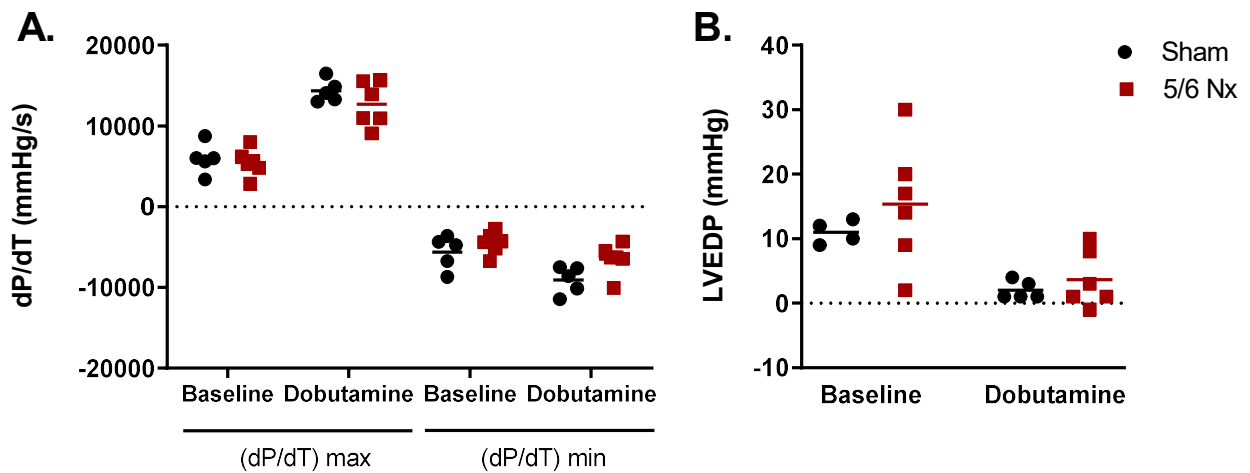 A.
dP/dT (mmHg/s)
20000
10000
0
-10000
-20000
Baseline Dobutamine Baseline Dobutamine
(dP/dT) max (dP/dT) min
B.
LVEDP (mmHg)
40
30
20
10
0
-10
Baseline Dobutamine
Sham
5/6 Nx